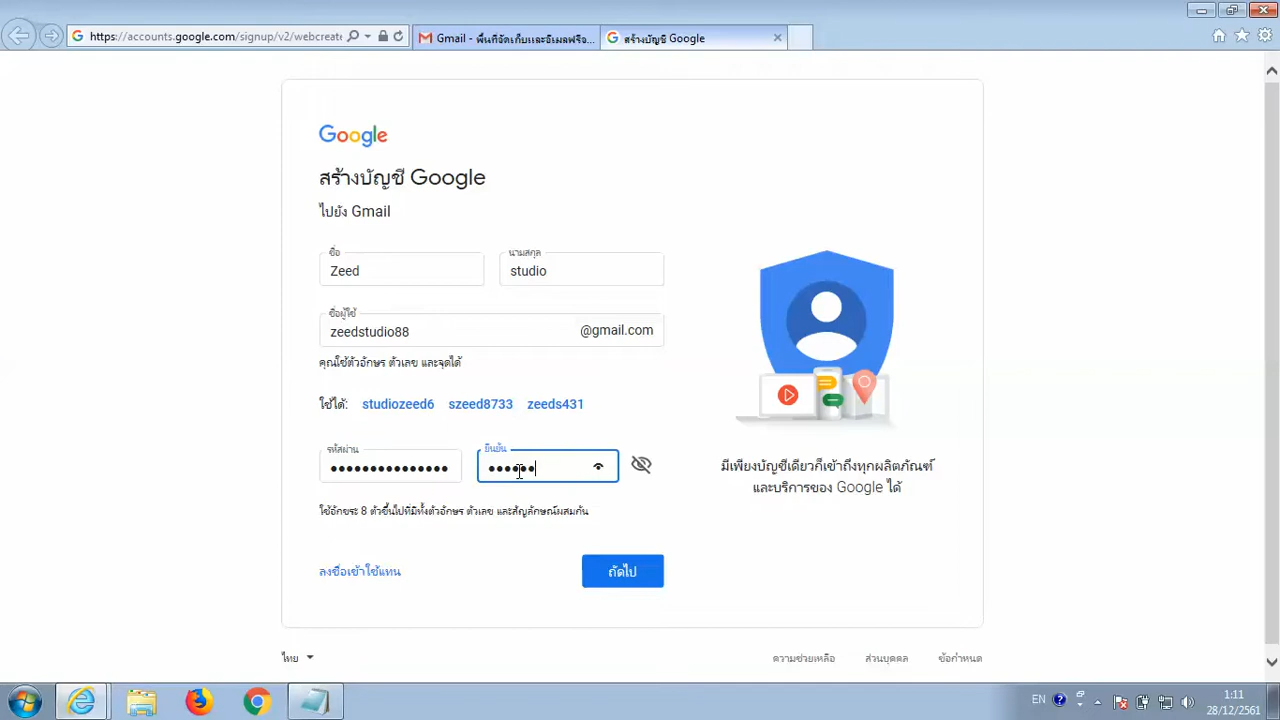 https://accounts.google.com/signup/v2/webcreate
Gmail - พื้นที่จัดเก็บและอีเมลฟรีจ...
สร้างบัญชี Google
Google
สร้างบัญชี Google
ไปยัง Gmail
ชื่อ
นามสกุล
Zeed
studio
ชื่อผู้ใช้
zeedstudio88
@gmail.com
คุณใช้ตัวอักษร ตัวเลข และจุดได้
ใช้ได้: studiozeed6 szeed8733 zeeds431
รหัสผ่าน
ยืนยัน
ใช้อักขระ 8 ตัวขึ้นไปที่มีทั้งตัวอักษร ตัวเลข และสัญลักษณ์ผสมกัน
ลงชื่อเข้าใช้แทน
ถัดไป
มีเพียงบัญชีเดียวก็เข้าถึงทุกผลิตภัณฑ์
และบริการของ Google ได้
ไทย
ความช่วยเหลือ
ส่วนบุคคล
ข้อกำหนด
EN
1:11
28/12/2561